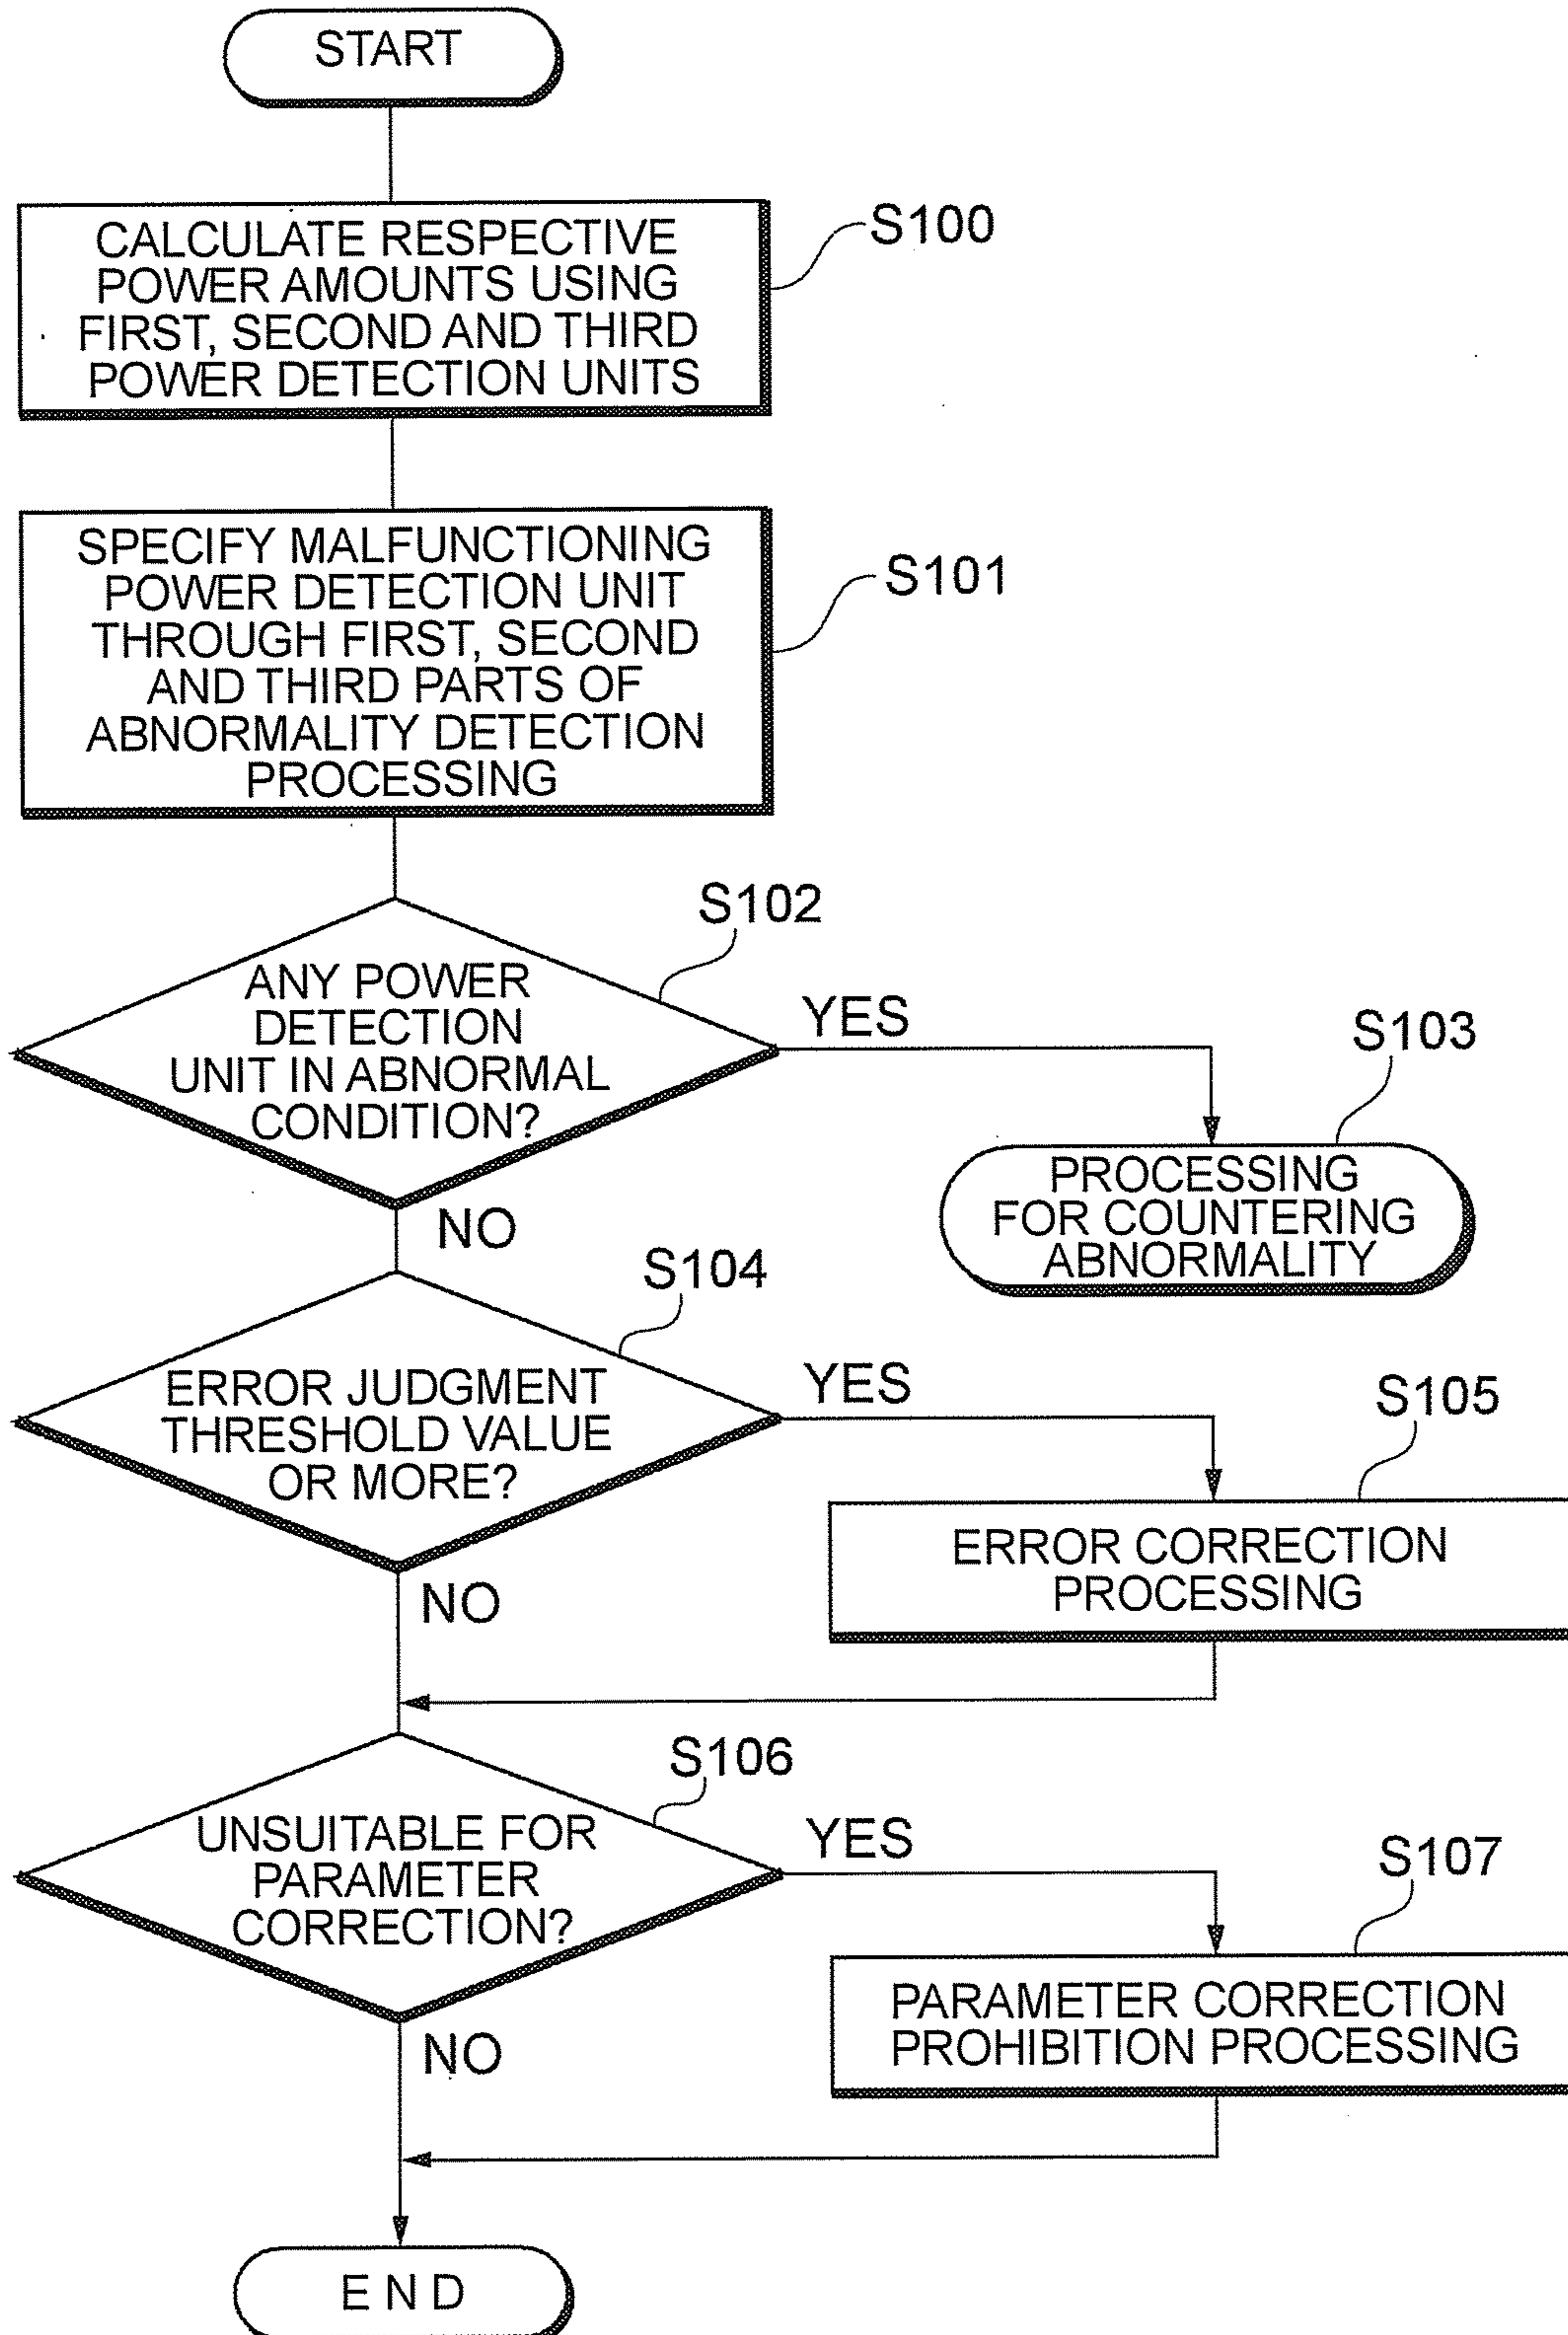 START
CALCULATE RESPECTIVE
POWER AMOUNTS USING
FIRST, SECOND AND THIRD
POWER DETECTION UNITS
S100
SPECIFY MALFUNCTIONING
POWER DETECTION UNIT
THROUGH FIRST, SECOND
AND THIRD PARTS OF
ABNORMALITY DETECTION
PROCESSING
S101
S102
ANY POWER
DETECTION
UNIT IN ABNORMAL
CONDITION?
YES
NO
S103
PROCESSING
FOR COUNTERING
ABNORMALITY
S104
ERROR JUDGMENT
THRESHOLD VALUE
OR MORE?
YES
NO
S105
ERROR CORRECTION
PROCESSING
S106
UNSUITABLE FOR
PARAMETER
CORRECTION?
YES
NO
S107
PARAMETER CORRECTION
PROHIBITION PROCESSING
END